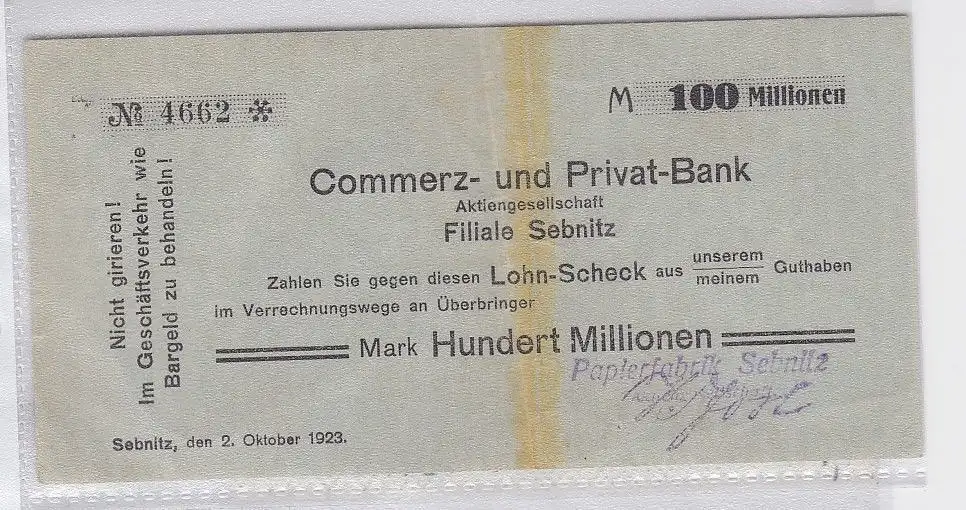 № 4662 ※
M 100 Millionen
Nicht girieren!
Im Geschäftsverkehr wie
Bargeld zu behandeln!
Commerz- und Privat-Bank
Aktiengesellschaft
Filiale Sebnitz
Zahlen Sie gegen diesen Lohn-Scheck aus unserem/meinem Guthaben
im Verrechnungswege an Überbringer
Mark Hundert Millionen
Papierfabrik Sebnitz
Sebnitz, den 2. Oktober 1923.